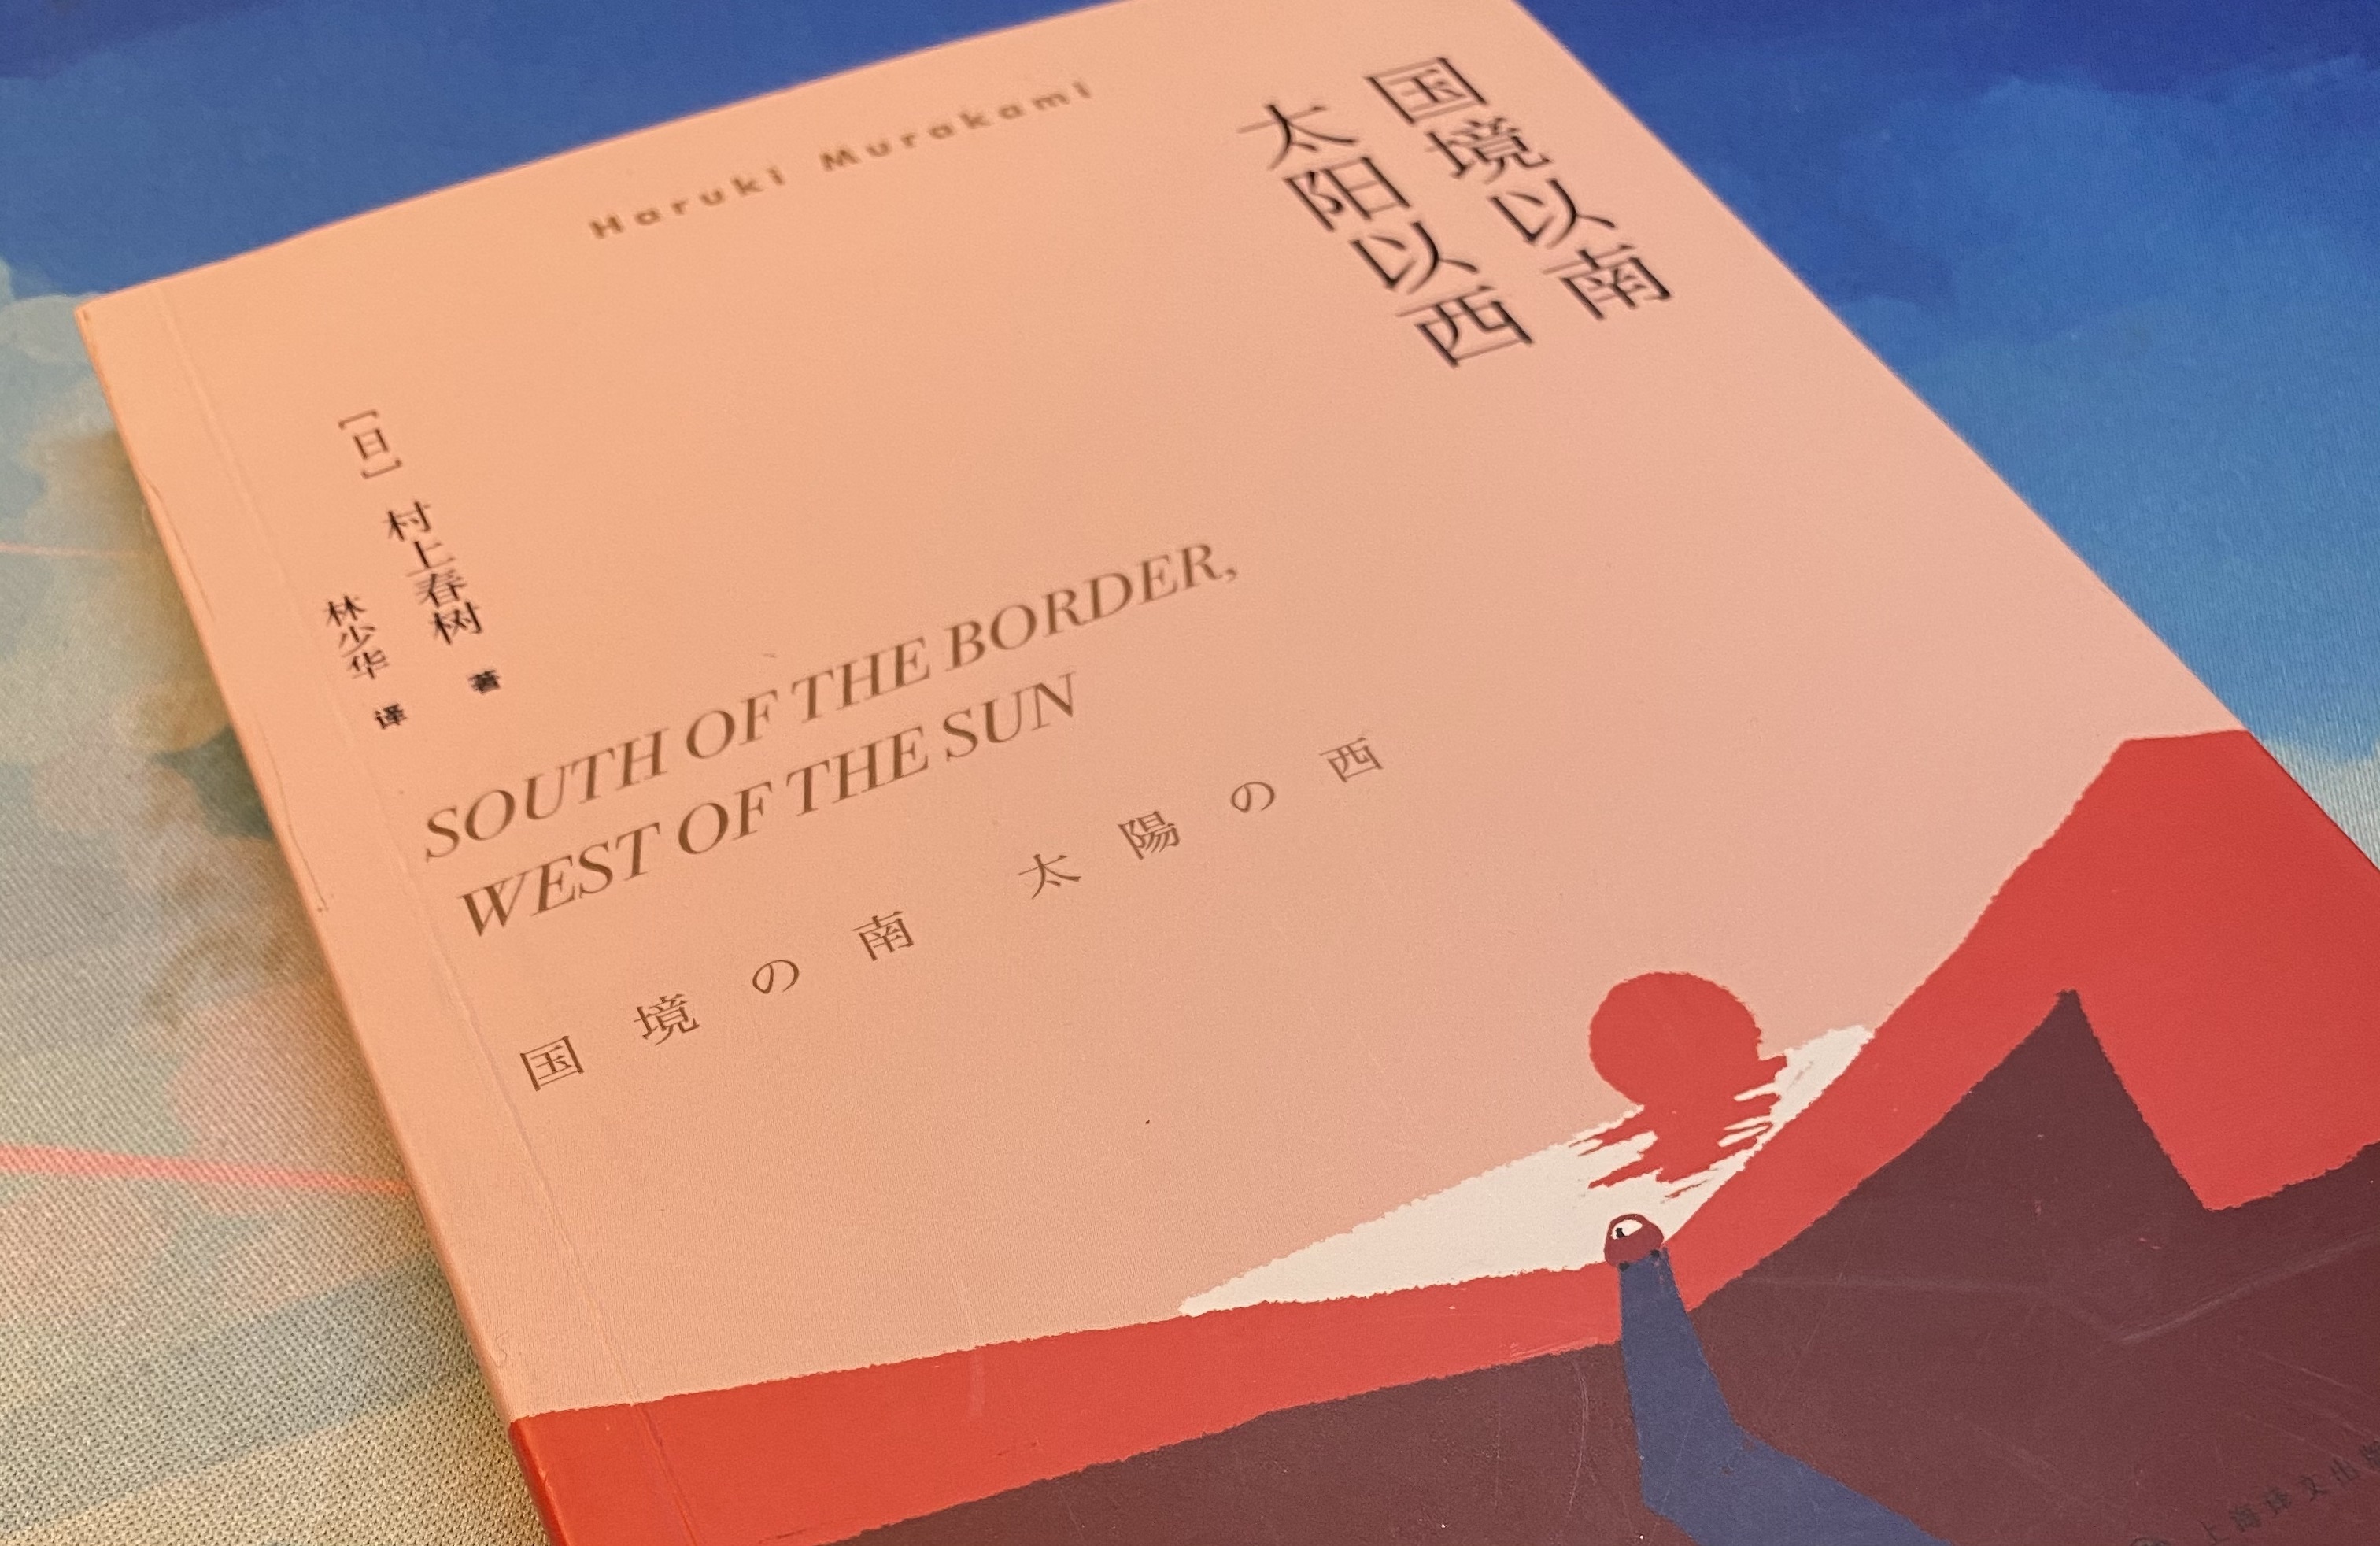 Haruki Murakami
国境以南
太阳以西
［日］ 村上春树 著
林少华 译
SOUTH OF THE BORDER,
WEST OF THE SUN
国境の南 太陽の西
上海译文出